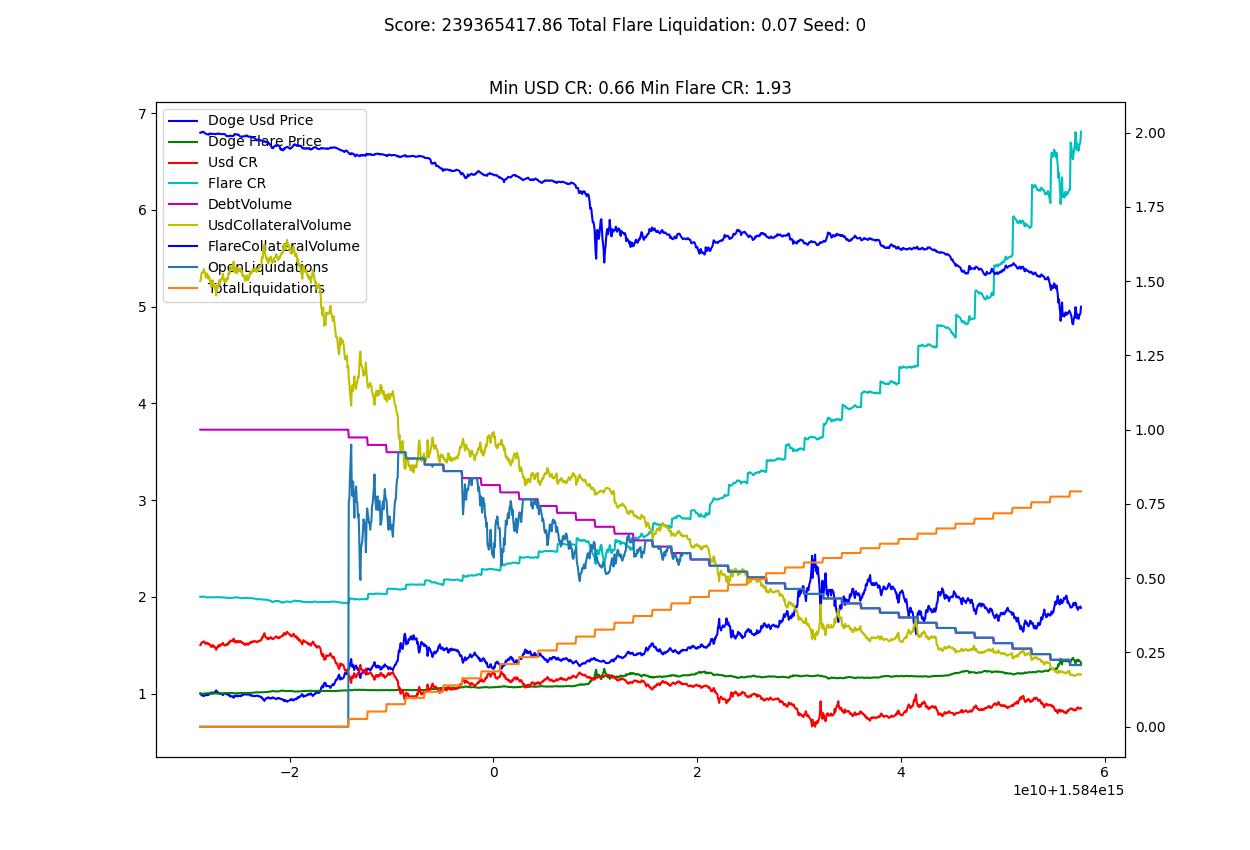 Score: 239365417.86 Total Flare Liquidation: 0.07 Seed: 0
Min USD CR: 0.66 Min Flare CR: 1.93
Doge Usd Price
Doge Flare Price
Usd CR
Flare CR
DebtVolume
UsdCollateralVolume
FlareCollateralVolume
OpenLiquidations
TotalLiquidations
7
6
5
4
3
2
1
2.00
1.75
1.50
1.25
1.00
0.75
0.50
0.25
0.00
−2
0
2
4
6
1e10+1.584e15